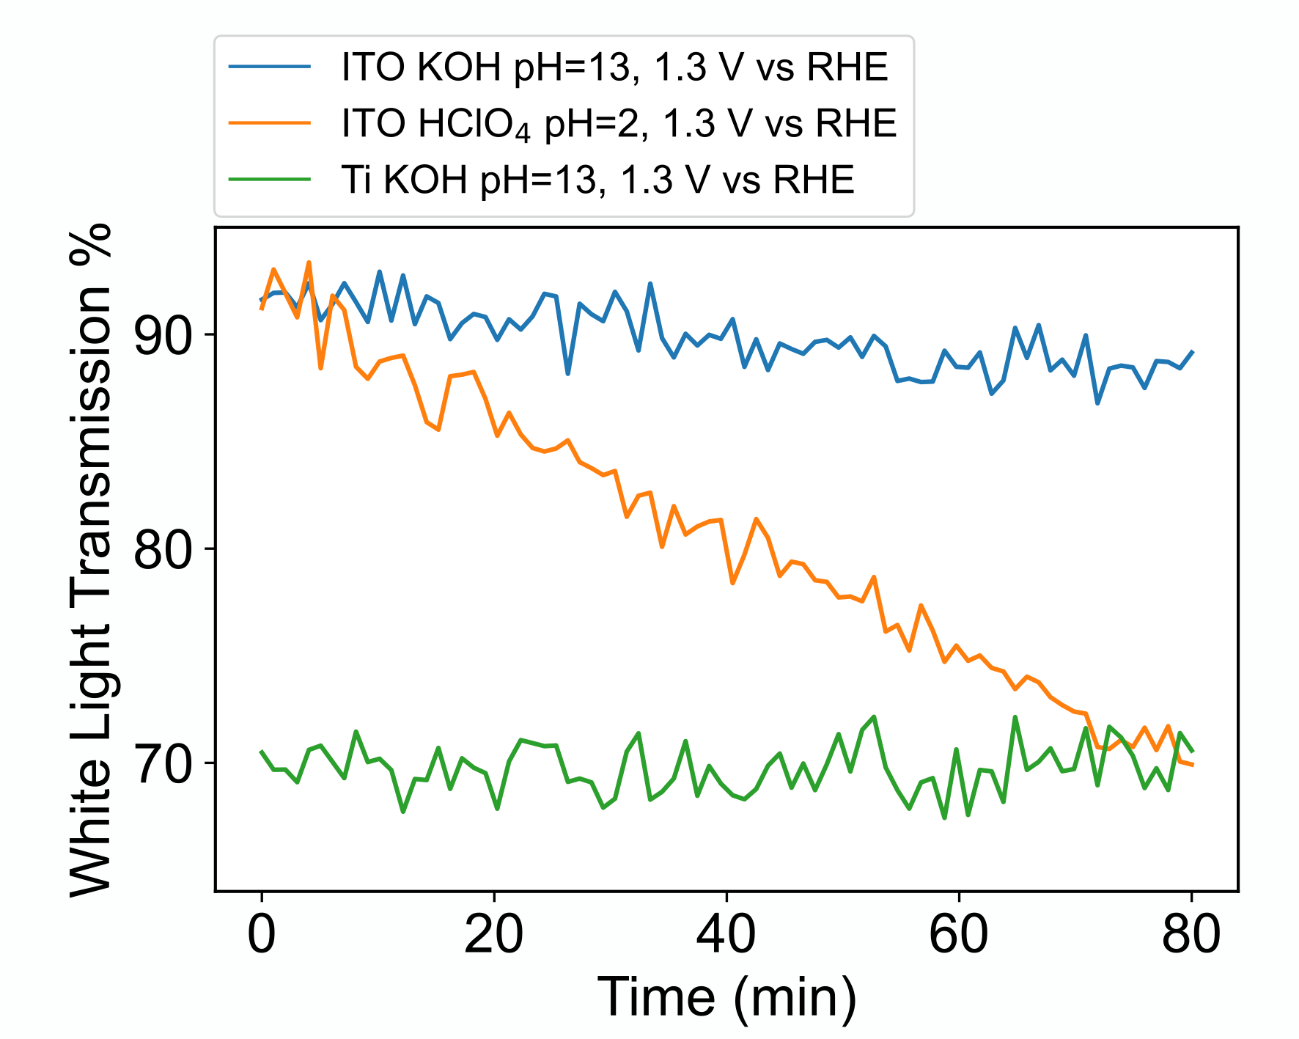 ITO KOH pH=13, 1.3 V vs RHE
ITO HClO₄ pH=2, 1.3 V vs RHE
Ti KOH pH=13, 1.3 V vs RHE
White Light Transmission %
90
80
70
0 20 40 60 80
Time (min)